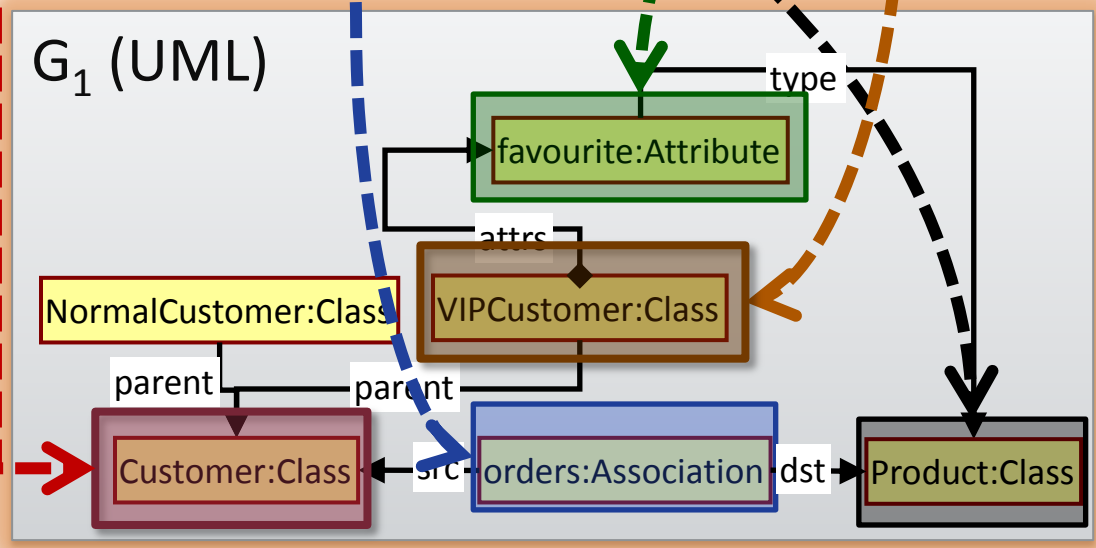 G₁ (UML)
type
favourite:Attribute
attrs
NormalCustomer:Class
VIPCustomer:Class
parent
parent
Customer:Class
src
orders:Association
dst
Product:Class